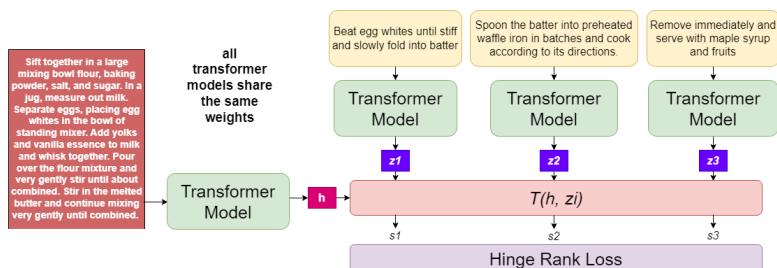 Sift together in a large
mixing bowl flour, baking
powder, salt, and sugar. In a
jug, measure out milk.
Separate eggs, placing egg
whites in the bowl of
standing mixer. Add yolks
and vanilla essence to milk
and whisk together. Pour
over the flour mixture and
very gently stir until about
combined. Stir in the melted
butter and continue mixing
very gently until combined.
all
transformer
models share
the same
weights
Transformer
Model
h
Beat egg whites until stiff
and slowly fold into batter
Spoon the batter into preheated
waffle iron in batches and cook
according to its directions.
Remove immediately and
serve with maple syrup
and fruits
Transformer
Model
Transformer
Model
Transformer
Model
z1
z2
z3
T(h, zi)
s1
s2
s3
Hinge Rank Loss